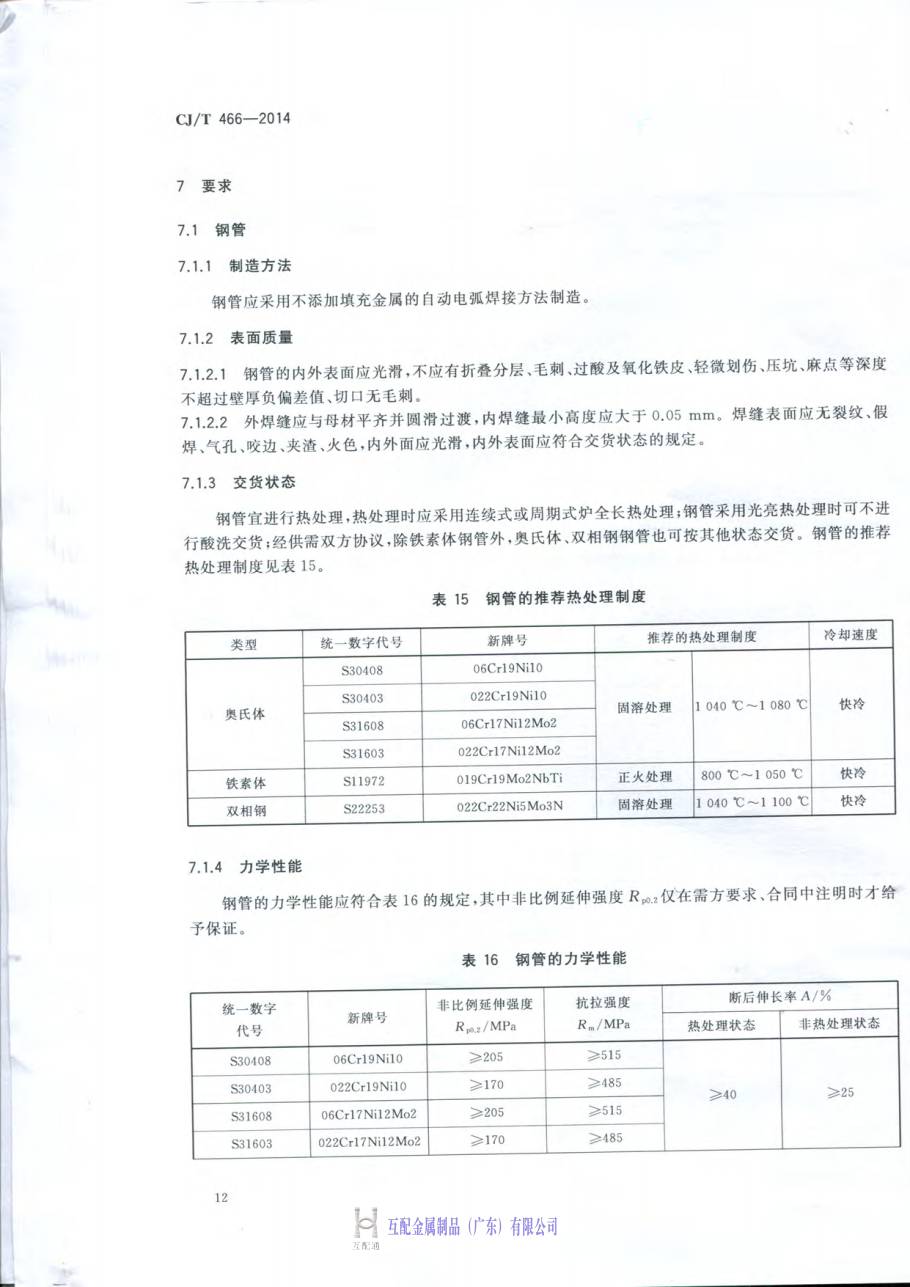 CJ/T 466—2014
7 要求
7.1 钢管
7.1.1 制造方法
钢管应采用不添加填充金属的自动电弧焊接方法制造。
7.1.2 表面质量
7.1.2.1 钢管的内外表面应光滑,不应有折叠分层、毛刺、过酸及氧化铁皮、轻微划伤、压坑、麻点等深度
不超过壁厚负偏差值、切口无毛刺。
7.1.2.2 外焊缝应与母材平齐并圆滑过渡,内焊缝最小高度应大于 0.05 mm。焊缝表面应无裂纹、假
焊、气孔、咬边、夹渣、火色,内外面应光滑,内外表面应符合交货状态的规定。
7.1.3 交货状态
钢管宜进行热处理,热处理时应采用连续式或周期式炉全长热处理;钢管采用光亮热处理时可不进
行酸洗交货;经供需双方协议,除铁素体钢管外,奥氏体、双相钢钢管也可按其他状态交货。钢管的推荐
热处理制度见表 15。
表 15 钢管的推荐热处理制度
类型 统一数字代号 新牌号 推荐的热处理制度 冷却速度
奥氏体 S30408 06Cr19Ni10 固溶处理 1 040 ℃~1 080 ℃ 快冷
S30403 022Cr19Ni10
S31608 06Cr17Ni12Mo2
S31603 022Cr17Ni12Mo2
铁素体 S11972 019Cr19Mo2NbTi 正火处理 800 ℃~1 050 ℃ 快冷
双相钢 S22253 022Cr22Ni5Mo3N 固溶处理 1 040 ℃~1 100 ℃ 快冷
7.1.4 力学性能
钢管的力学性能应符合表 16 的规定,其中非比例延伸强度 Rp0.2仅在需方要求、合同中注明时才给
予保证。
表 16 钢管的力学性能
统一数字 代号 新牌号 非比例延伸强度 Rp0.2/MPa 抗拉强度 Rm/MPa 断后伸长率 A/%
热处理状态 非热处理状态
S30408 06Cr19Ni10 ≥205 ≥515 ≥40 ≥25
S30403 022Cr19Ni10 ≥170 ≥485
S31608 06Cr17Ni12Mo2 ≥205 ≥515
S31603 022Cr17Ni12Mo2 ≥170 ≥485
12
互配金属制品（广东）有限公司
互配通